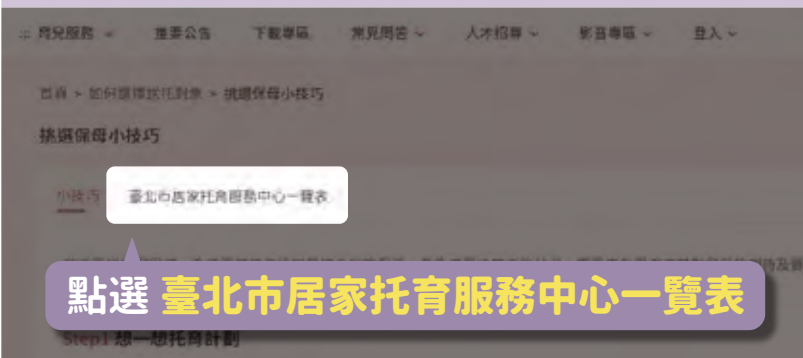 ::: 育兒服務 重要公告 下載專區 常見問答 人才招募 影音專區 登入
首頁 > 如何選擇送托對象 > 挑選保母小技巧
挑選保母小技巧
小技巧 臺北市居家托育服務中心一覽表
點選 臺北市居家托育服務中心一覽表
Step1 想一想托育計劃